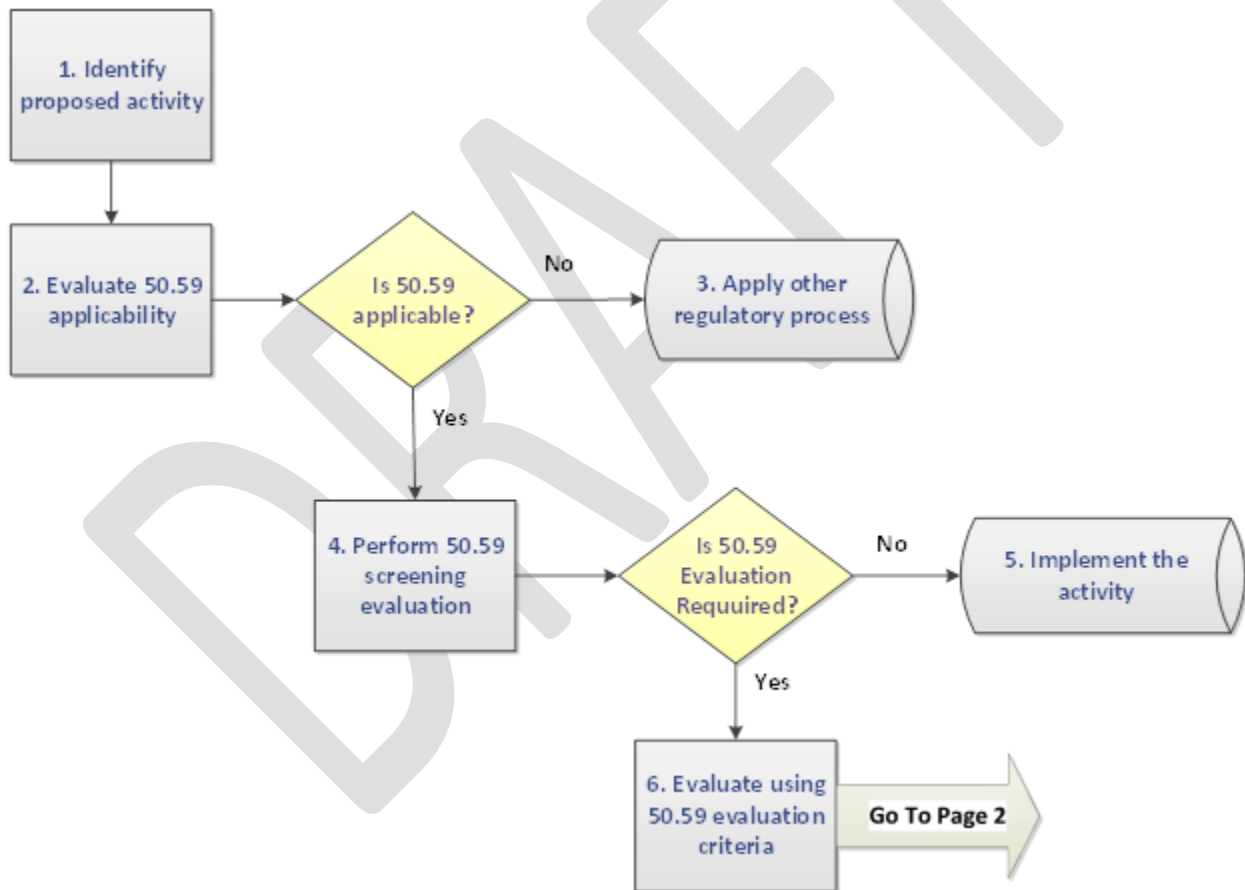 1. Identify
proposed activity
2. Evaluate 50.59
applicability
Is 50.59
applicable?
No
3. Apply other
regulatory process
Yes
4. Perform 50.59
screening
evaluation
Is 50.59
Evaluation
Requuired?
No
5. Implement the
activity
Yes
6. Evaluate using
50.59 evaluation
criteria
Go To Page 2
DRAFT